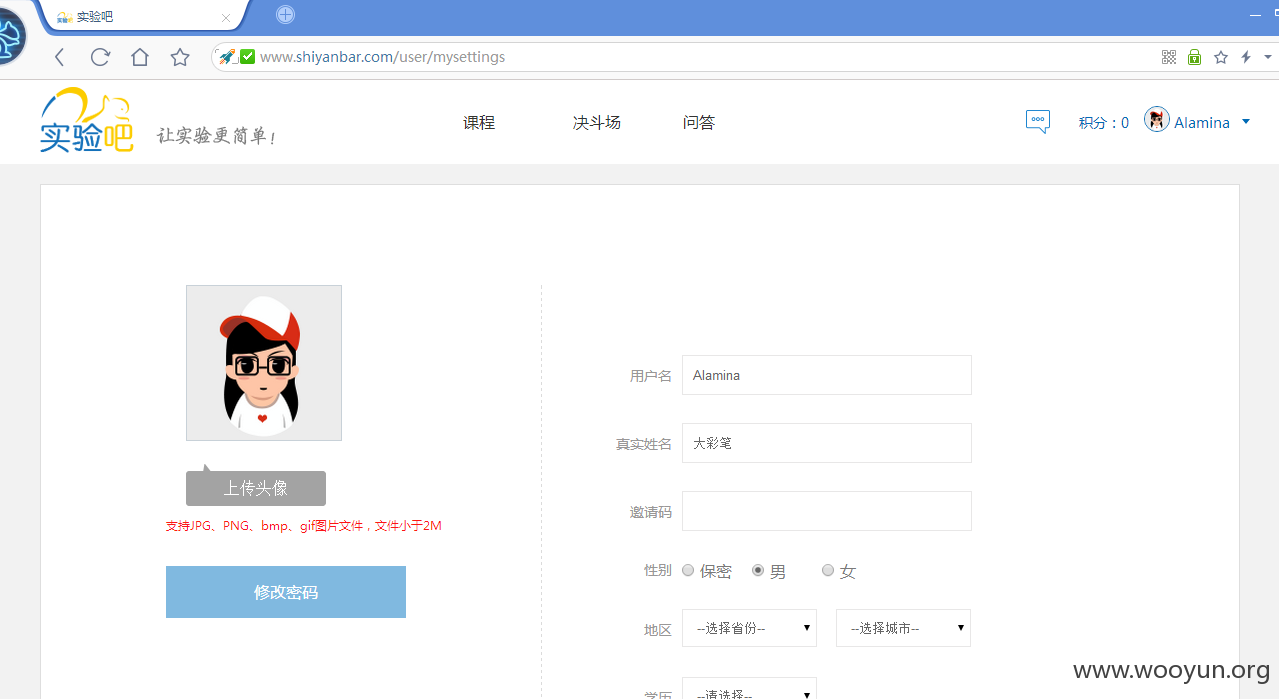 实验吧
www.shiyanbar.com/user/mysettings
实验吧
让实验更简单!
课程
决斗场
问答
积分：0
Alamina
上传头像
支持JPG、PNG、bmp、gif图片文件，文件小于2M
修改密码
用户名 Alamina
真实姓名 大彩笔
邀请码
性别 保密 男 女
地区 --选择省份-- --选择城市--
学历 --请选择--
www.wooyun.org